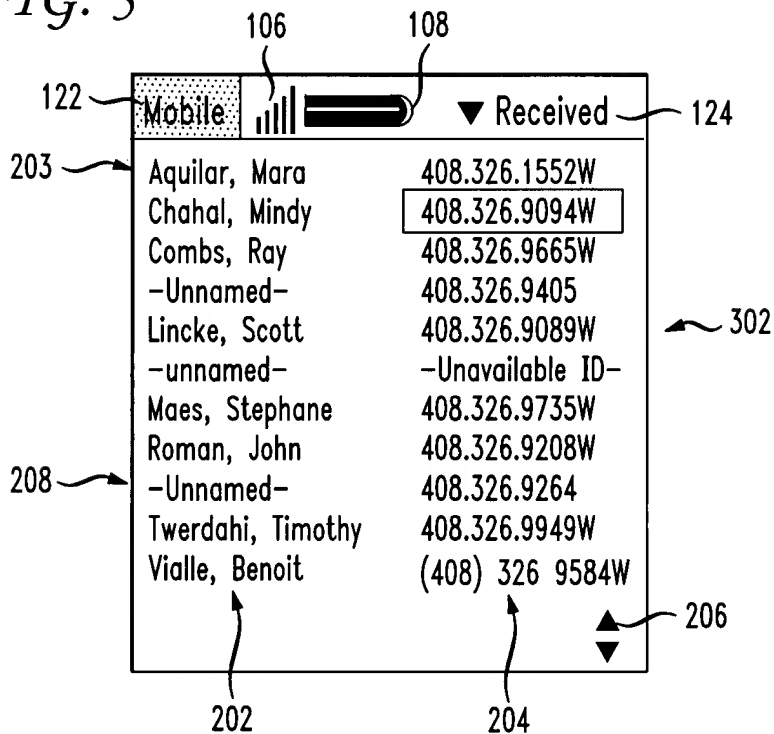 FIG. 3
106
108
122
Mobile
Received
124
203
Aquilar, Mara 408.326.1552W
Chahal, Mindy 408.326.9094W
Combs, Ray 408.326.9665W
-Unnamed- 408.326.9405
Lincke, Scott 408.326.9089W
302
-unnamed- -Unavailable ID-
Maes, Stephane 408.326.9735W
Roman, John 408.326.9208W
208
-Unnamed- 408.326.9264
Twerdahi, Timothy 408.326.9949W
Vialle, Benoit (408) 326 9584W
206
202
204